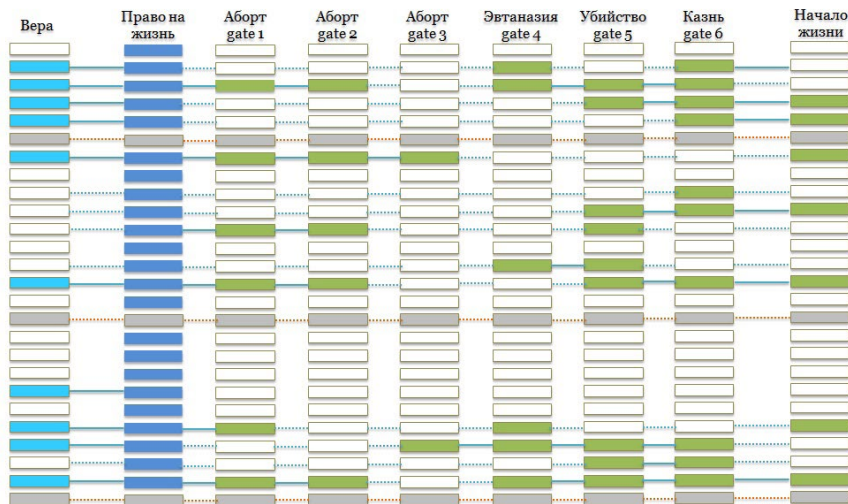 Вера
Право на
жизнь
Аборт
gate 1
Аборт
gate 2
Аборт
gate 3
Эвтаназия
gate 4
Убийство
gate 5
Казнь
gate 6
Начало
жизни